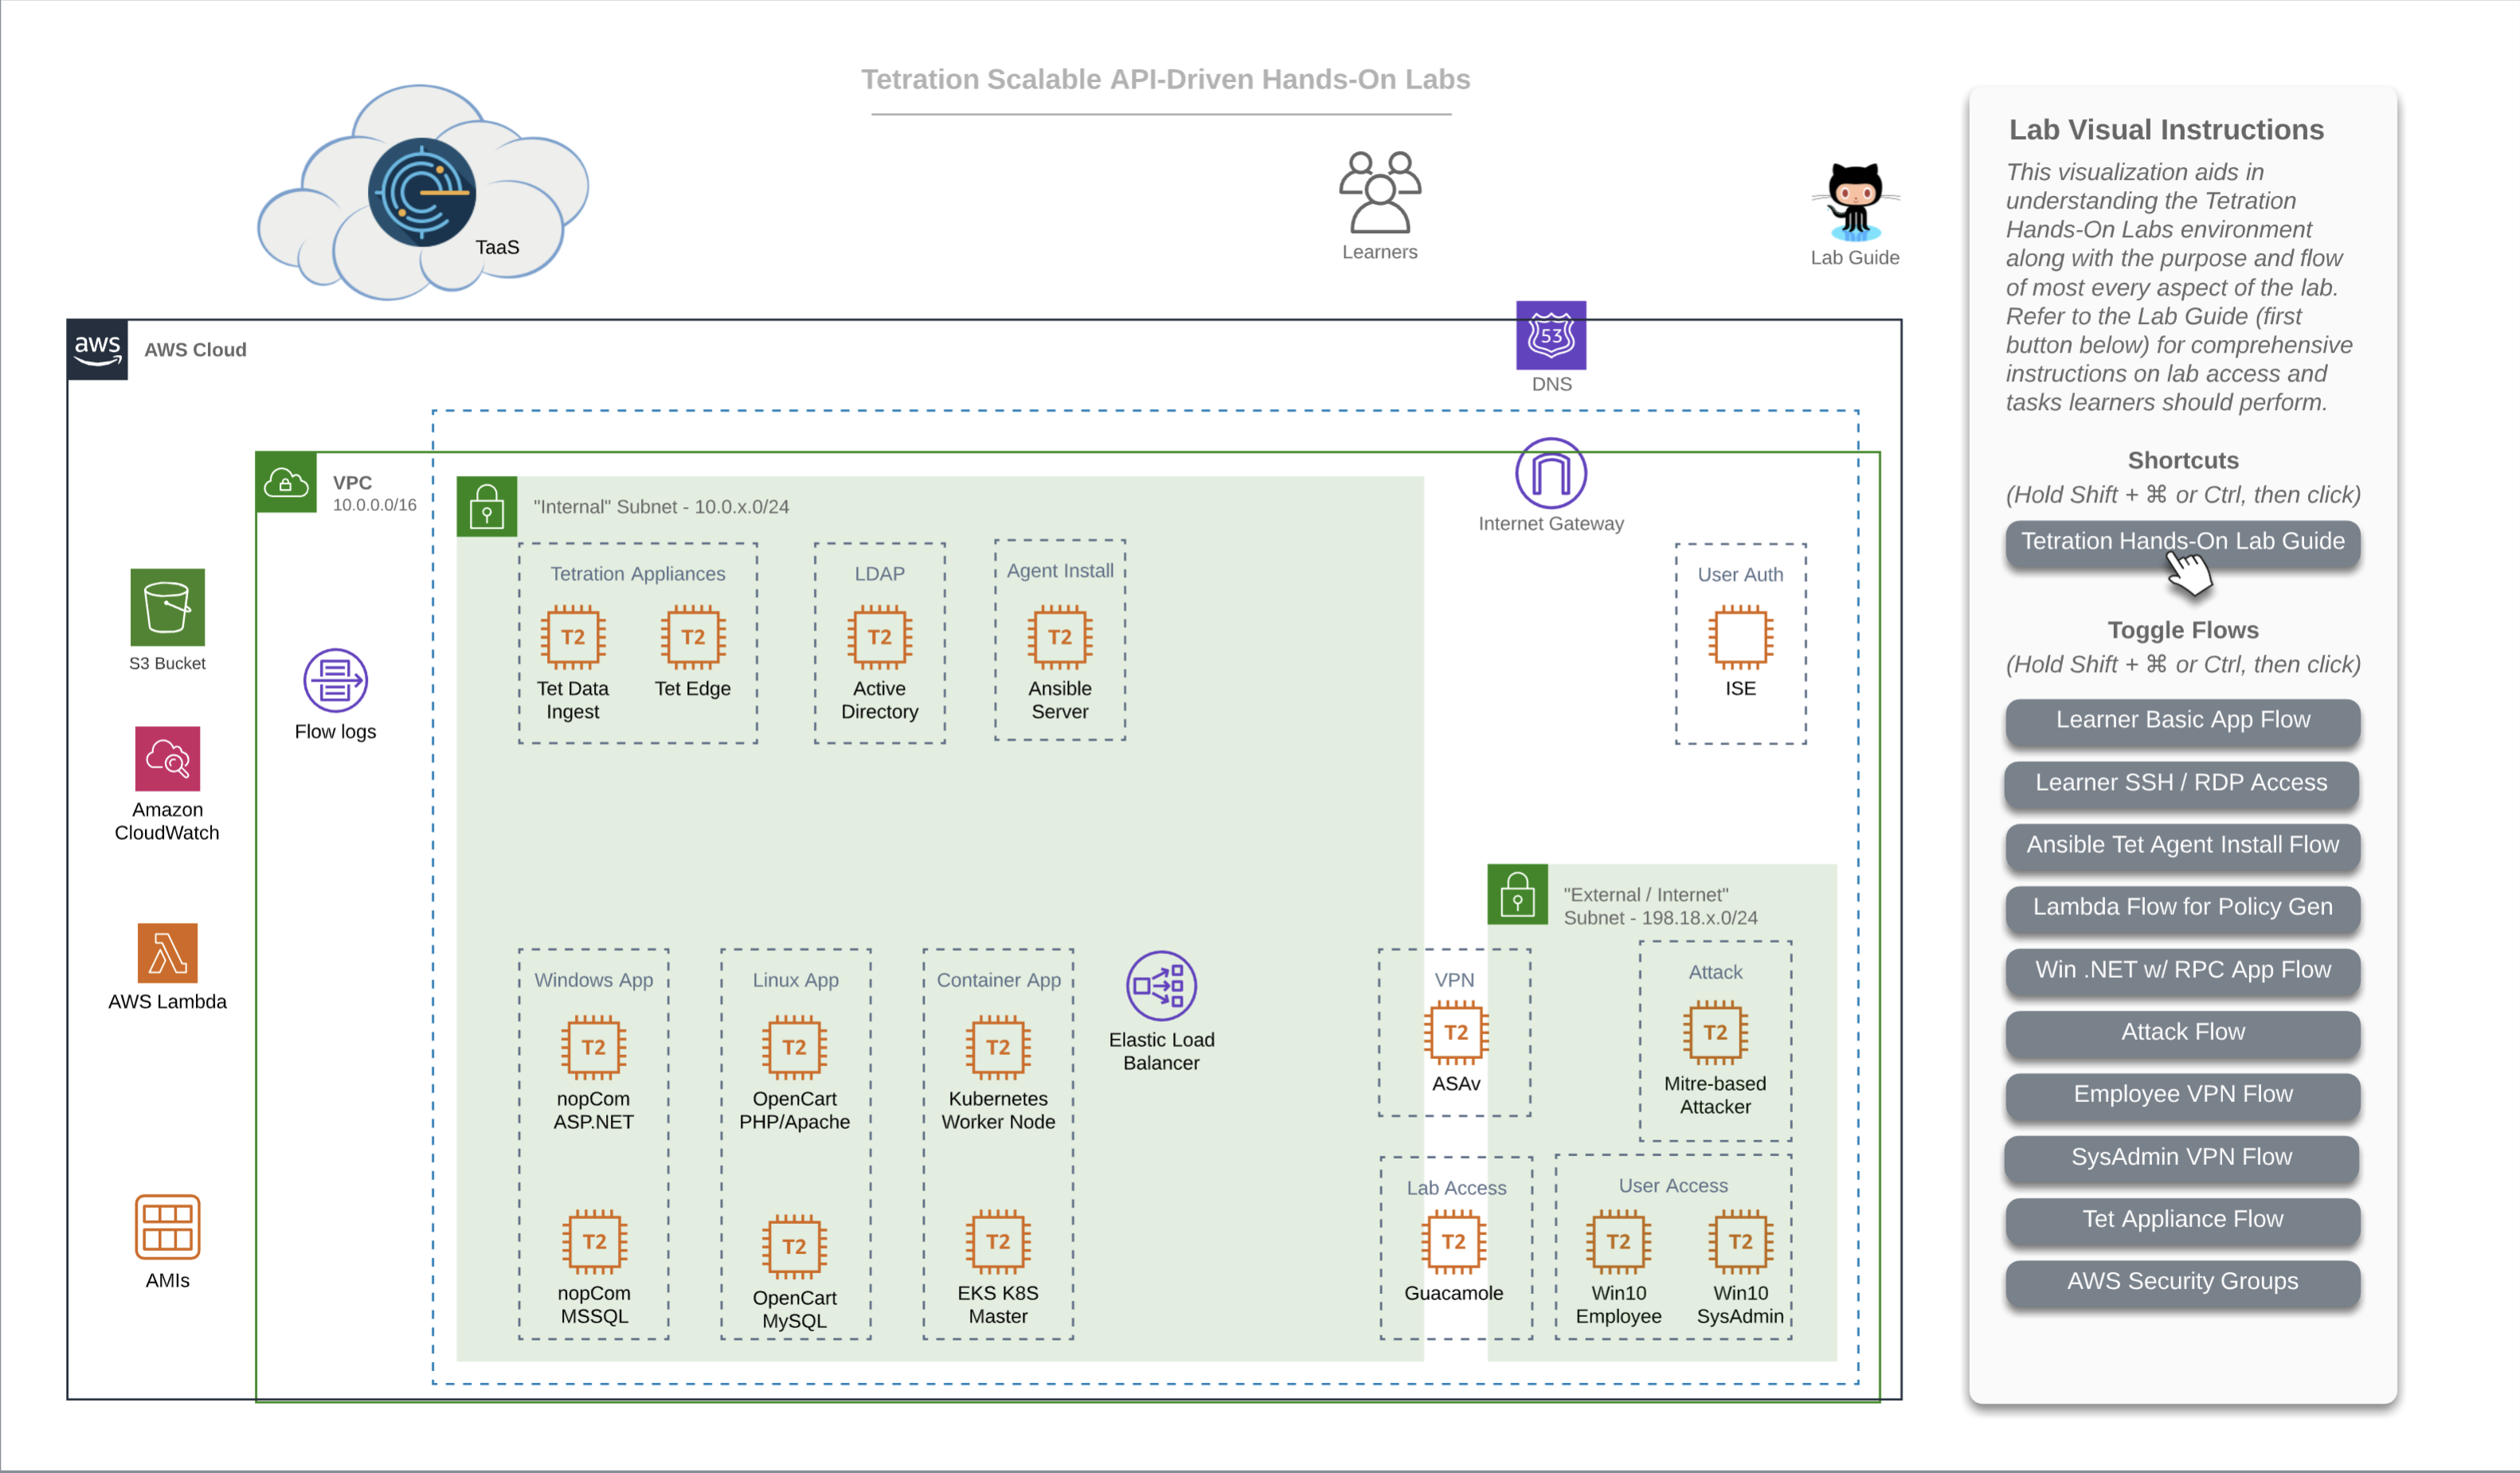 Tetration Scalable API-Driven Hands-On Labs
TaaS
Learners
Lab Guide
aws
AWS Cloud
53
DNS
VPC
10.0.0.0/16
"Internal" Subnet - 10.0.x.0/24
Internet Gateway
Tetration Appliances
T2
Tet Data
Ingest
T2
Tet Edge
LDAP
T2
Active
Directory
Agent Install
T2
Ansible
Server
User Auth
ISE
S3 Bucket
Flow logs
Amazon
CloudWatch
AWS Lambda
AMIs
"External / Internet"
Subnet - 198.18.x.0/24
Windows App
T2
nopCom
ASP.NET
T2
nopCom
MSSQL
Linux App
T2
OpenCart
PHP/Apache
T2
OpenCart
MySQL
Container App
T2
Kubernetes
Worker Node
T2
EKS K8S
Master
Elastic Load
Balancer
VPN
T2
ASAv
Attack
T2
Mitre-based
Attacker
Lab Access
T2
Guacamole
User Access
T2
Win10
Employee
T2
Win10
SysAdmin
Lab Visual Instructions
This visualization aids in
understanding the Tetration
Hands-On Labs environment
along with the purpose and flow
of most every aspect of the lab.
Refer to the Lab Guide (first
button below) for comprehensive
instructions on lab access and
tasks learners should perform.
Shortcuts
(Hold Shift + ⌘ or Ctrl, then click)
Tetration Hands-On Lab Guide
Toggle Flows
(Hold Shift + ⌘ or Ctrl, then click)
Learner Basic App Flow
Learner SSH / RDP Access
Ansible Tet Agent Install Flow
Lambda Flow for Policy Gen
Win .NET w/ RPC App Flow
Attack Flow
Employee VPN Flow
SysAdmin VPN Flow
Tet Appliance Flow
AWS Security Groups